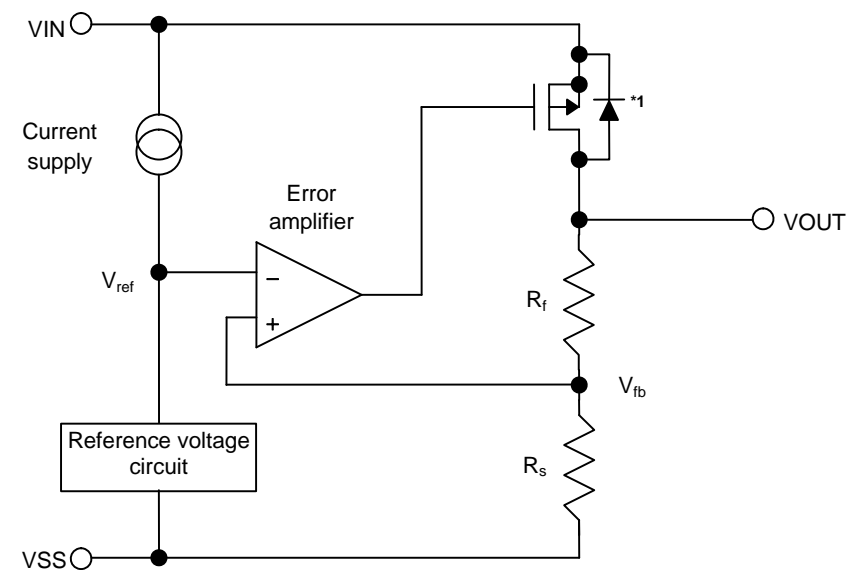 VIN
*1
Current
supply
Error
amplifier
VOUT
Vref
−
+
Rf
Vfb
Reference voltage
circuit
Rs
VSS